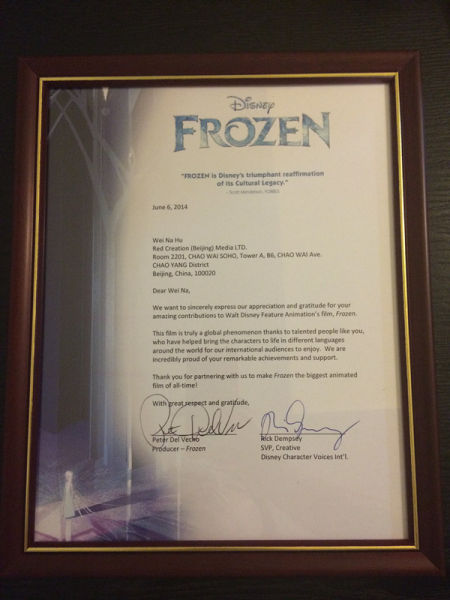 Disney
FROZEN
"FROZEN is Disney's triumphant reaffirmation
of its Cultural Legacy."
- Scott Mendelson, FORBES
June 6, 2014
Wei Na Hu
Red Creation (Beijing) Media LTD.
Room 2201, CHAO WAI SOHO, Tower A, B6, CHAO WAI Ave.
CHAO YANG District
Beijing, China, 100020
Dear Wei Na,
We want to sincerely express our appreciation and gratitude for your
amazing contributions to Walt Disney Feature Animation's film, Frozen.
This film is truly a global phenomenon thanks to talented people like you,
who have helped bring the characters to life in different languages
around the world for our international audiences to enjoy. We are
incredibly proud of your remarkable achievements and support.
Thank you for partnering with us to make Frozen the biggest animated
film of all-time!
With great respect and gratitude,
Peter Del Vecho
Producer – Frozen
Rick Dempsey
SVP, Creative
Disney Character Voices Int'l.